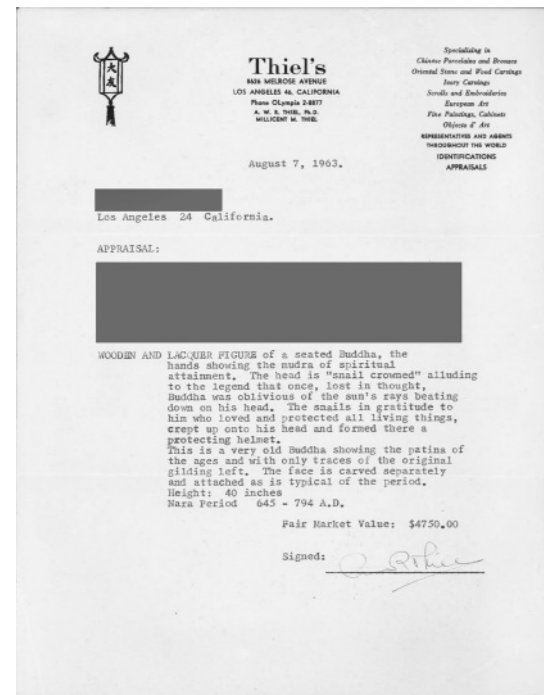 大
友
Thiel's
8626 MELROSE AVENUE
LOS ANGELES 46, CALIFORNIA
Phone OLympia 2-8877
A. W. R. THIEL, Ph.D.
MILLICENT M. THIEL
Specializing in
Chinese Porcelains and Bronzes
Oriental Stone and Wood Carvings
Ivory Carvings
Scrolls and Embroideries
European Art
Fine Paintings, Cabinets
Objects d' Art
REPRESENTATIVES AND AGENTS
THROUGHOUT THE WORLD
IDENTIFICATIONS
APPRAISALS
August 7, 1963.
Los Angeles 24 California.
APPRAISAL:
WOODEN AND LACQUER FIGURE of a seated Buddha, the
hands showing the mudra of spiritual
attainment. The head is "snail crowned" alluding
to the legend that once, lost in thought,
Buddha was oblivious of the sun's rays beating
down on his head. The snails in gratitude to
him who loved and protected all living things,
crept up onto his head and formed there a
protecting helmet.
This is a very old Buddha showing the patina of
the ages and with only traces of the original
gilding left. The face is carved separately
and attached as is typical of the period.
Height: 40 inches
Nara Period 645 - 794 A.D.
Fair Market Value: $4750.00
Signed: